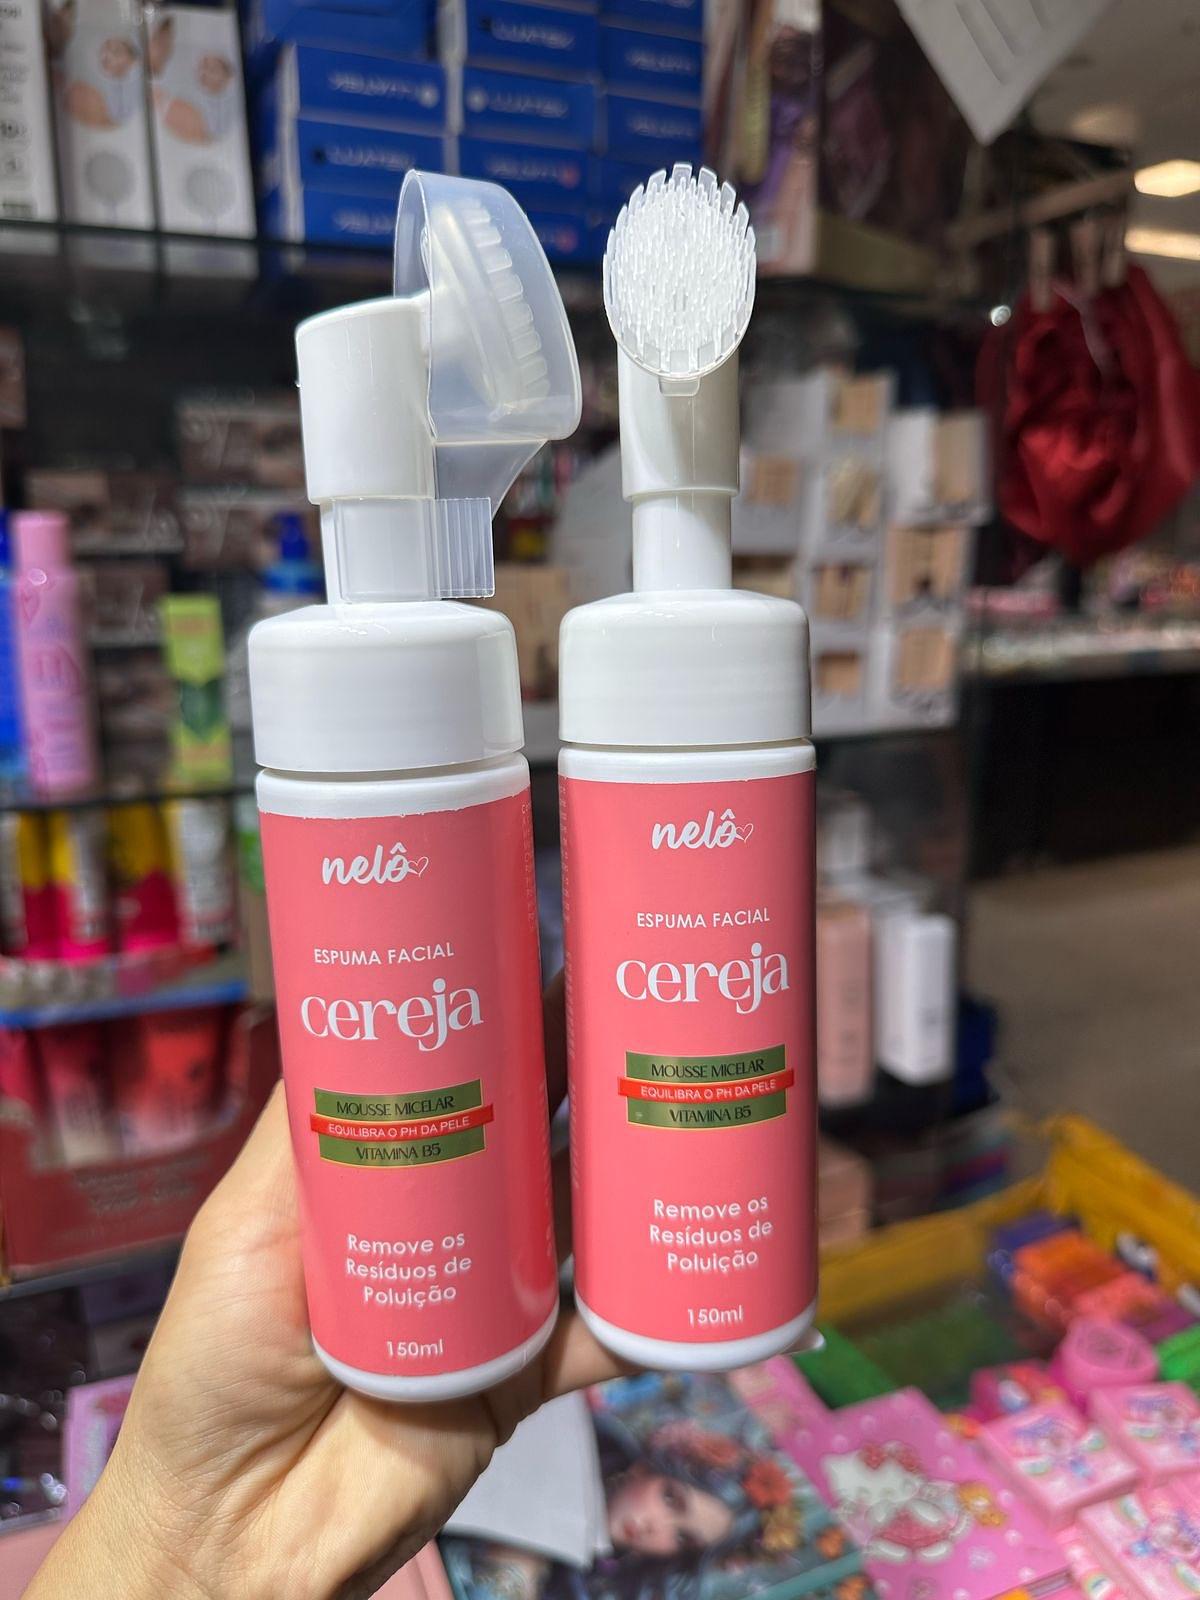 nelô
ESPUMA FACIAL
cereja
MOUSSE MICELAR
EQUILIBRA O PH DA PELE
VITAMINA B5
Remove os
Resíduos de
Poluição
150ml
nelô
ESPUMA FACIAL
cereja
MOUSSE MICELAR
EQUILIBRA O PH DA PELE
VITAMINA B5
Remove os
Resíduos de
Poluição
150ml